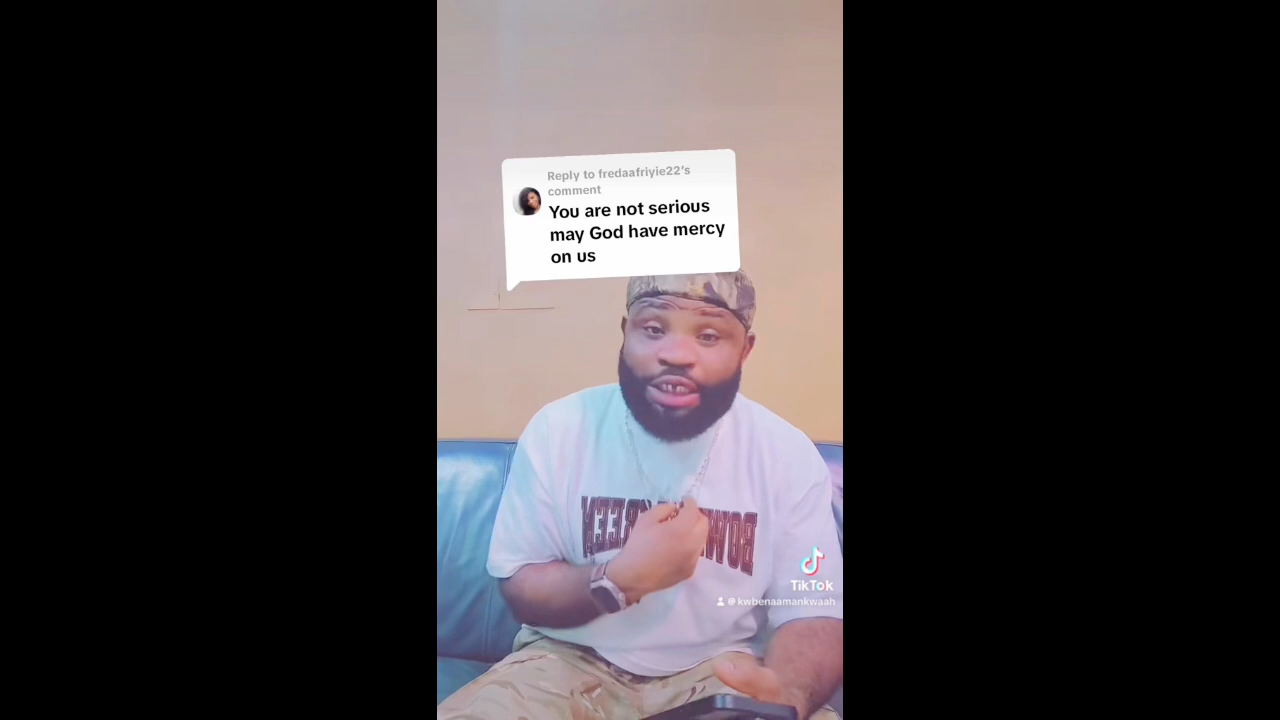 Reply to fredaafriyie22's
comment
You are not serious
may God have mercy
on us
TikTok
@kwbenaamankwaah